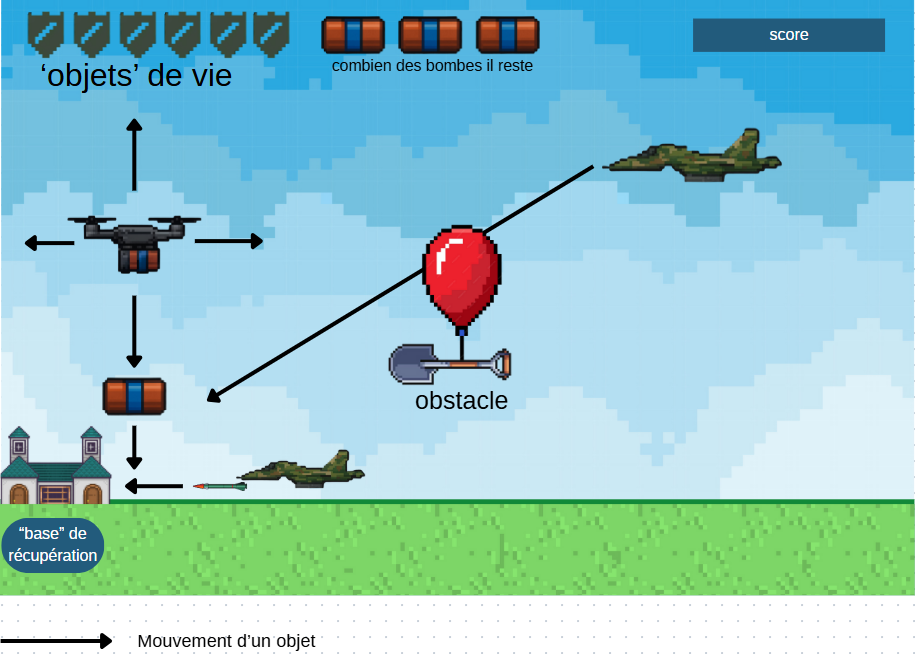 score
‘objets’ de vie
combien des bombes il reste
obstacle
“base” de
récupération
Mouvement d’un objet